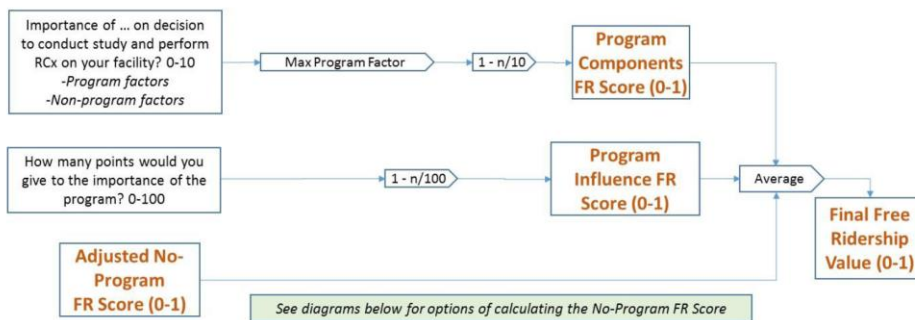 Importance of ... on decision
to conduct study and perform
RCx on your facility? 0-10
-Program factors
-Non-program factors
Max Program Factor
1 - n/10
Program
Components
FR Score (0-1)
How many points would you
give to the importance of the
program? 0-100
1 - n/100
Program
Influence FR
Score (0-1)
Average
Final Free
Ridership
Value (0-1)
Adjusted No-
Program
FR Score (0-1)
See diagrams below for options of calculating the No-Program FR Score